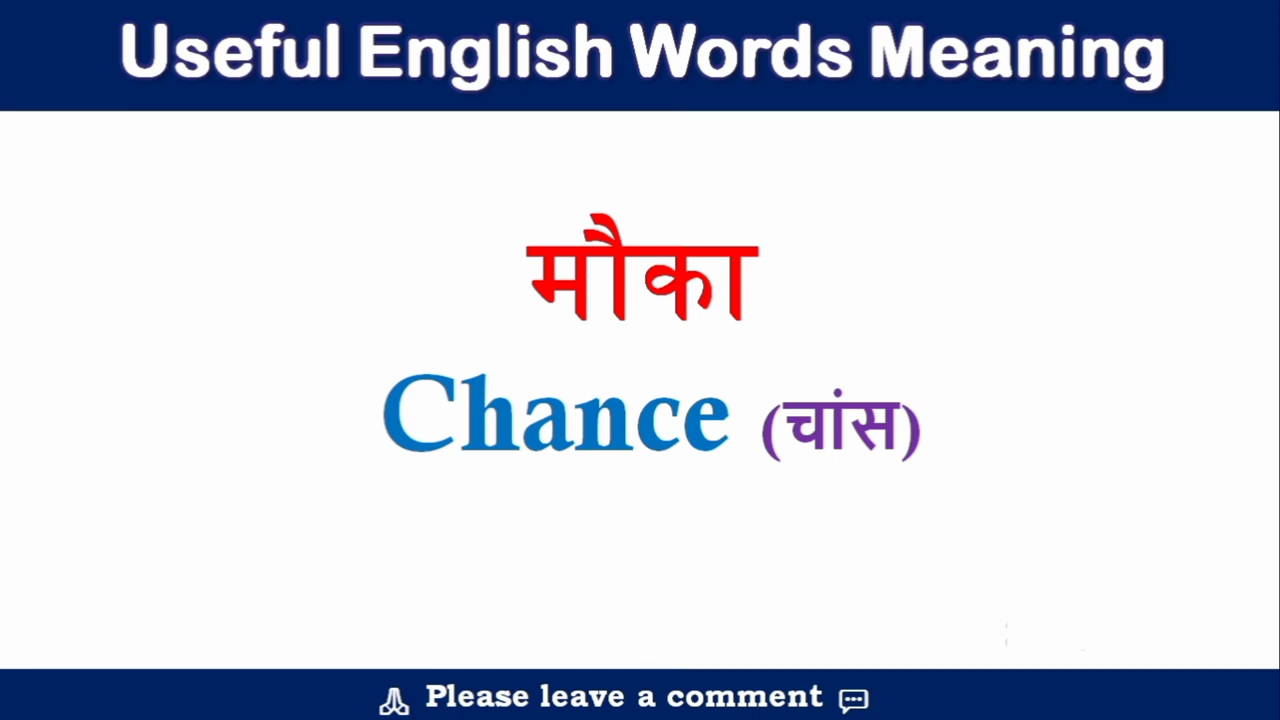 Useful English Words Meaning
मौका
Chance (चांस)
Please leave a comment